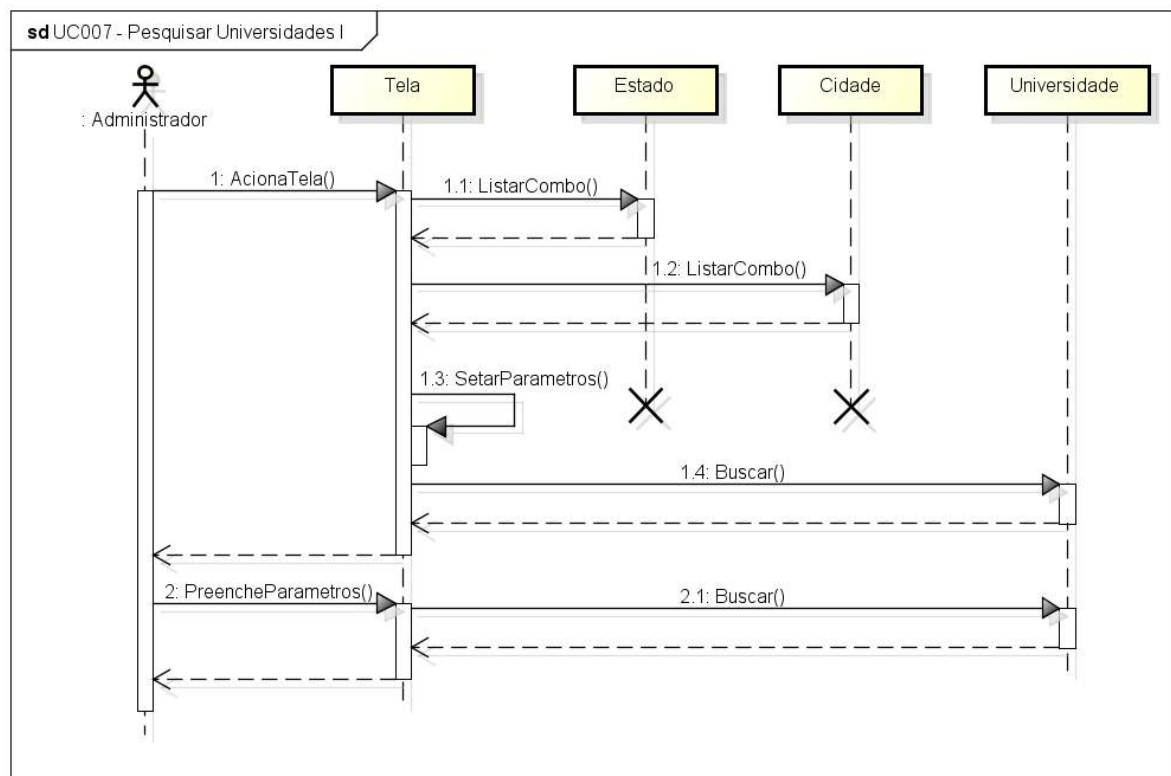 sd UC007 - Pesquisar Universidades I
Tela
Estado
Cidade
Universidade
: Administrador
1: AcionaTela()
1.1: ListarCombo()
1.2: ListarCombo()
1.3: SetarParametros()
1.4: Buscar()
2: PreencheParametros()
2.1: Buscar()